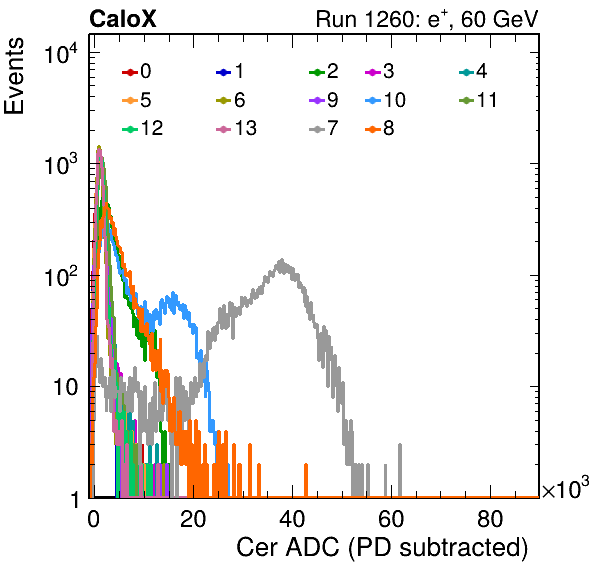 CaloX Run 1260: e⁺, 60 GeV
Events
10⁴
10³
10²
10
1
0 1 2 3 4
5 6 9 10 11
12 13 7 8
0 20 40 60 80
×10³
Cer ADC (PD subtracted)